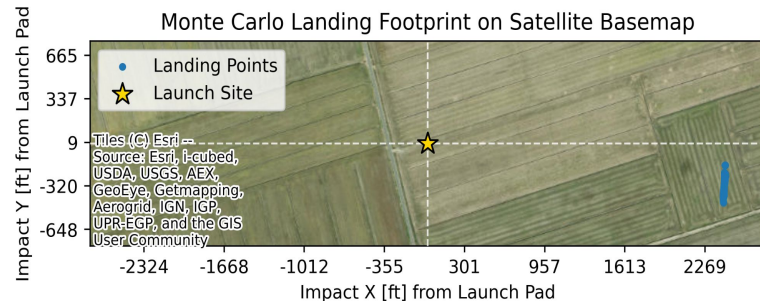 Monte Carlo Landing Footprint on Satellite Basemap
Impact Y [ft] from Launch Pad
665
337
9
-320
-648
Landing Points
Launch Site
Tiles (C) Esri --
Source: Esri, i-cubed,
USDA, USGS, AEX,
GeoEye, Getmapping,
Aerogrid, IGN, IGP,
UPR-EGP, and the GIS
User Community
-2324 -1668 -1012 -355 301 957 1613 2269
Impact X [ft] from Launch Pad